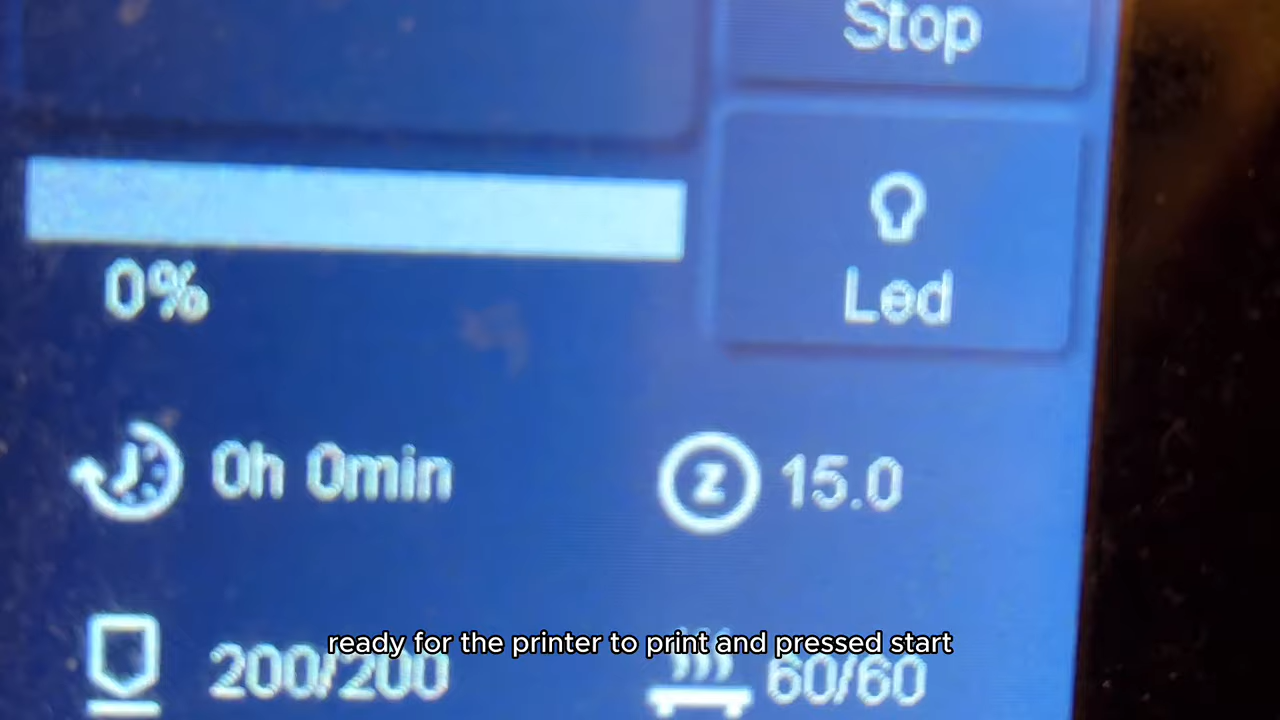 Stop
Led
0%
0h 0min
Z 15.0
200/200
60/60
ready for the printer to print and pressed start